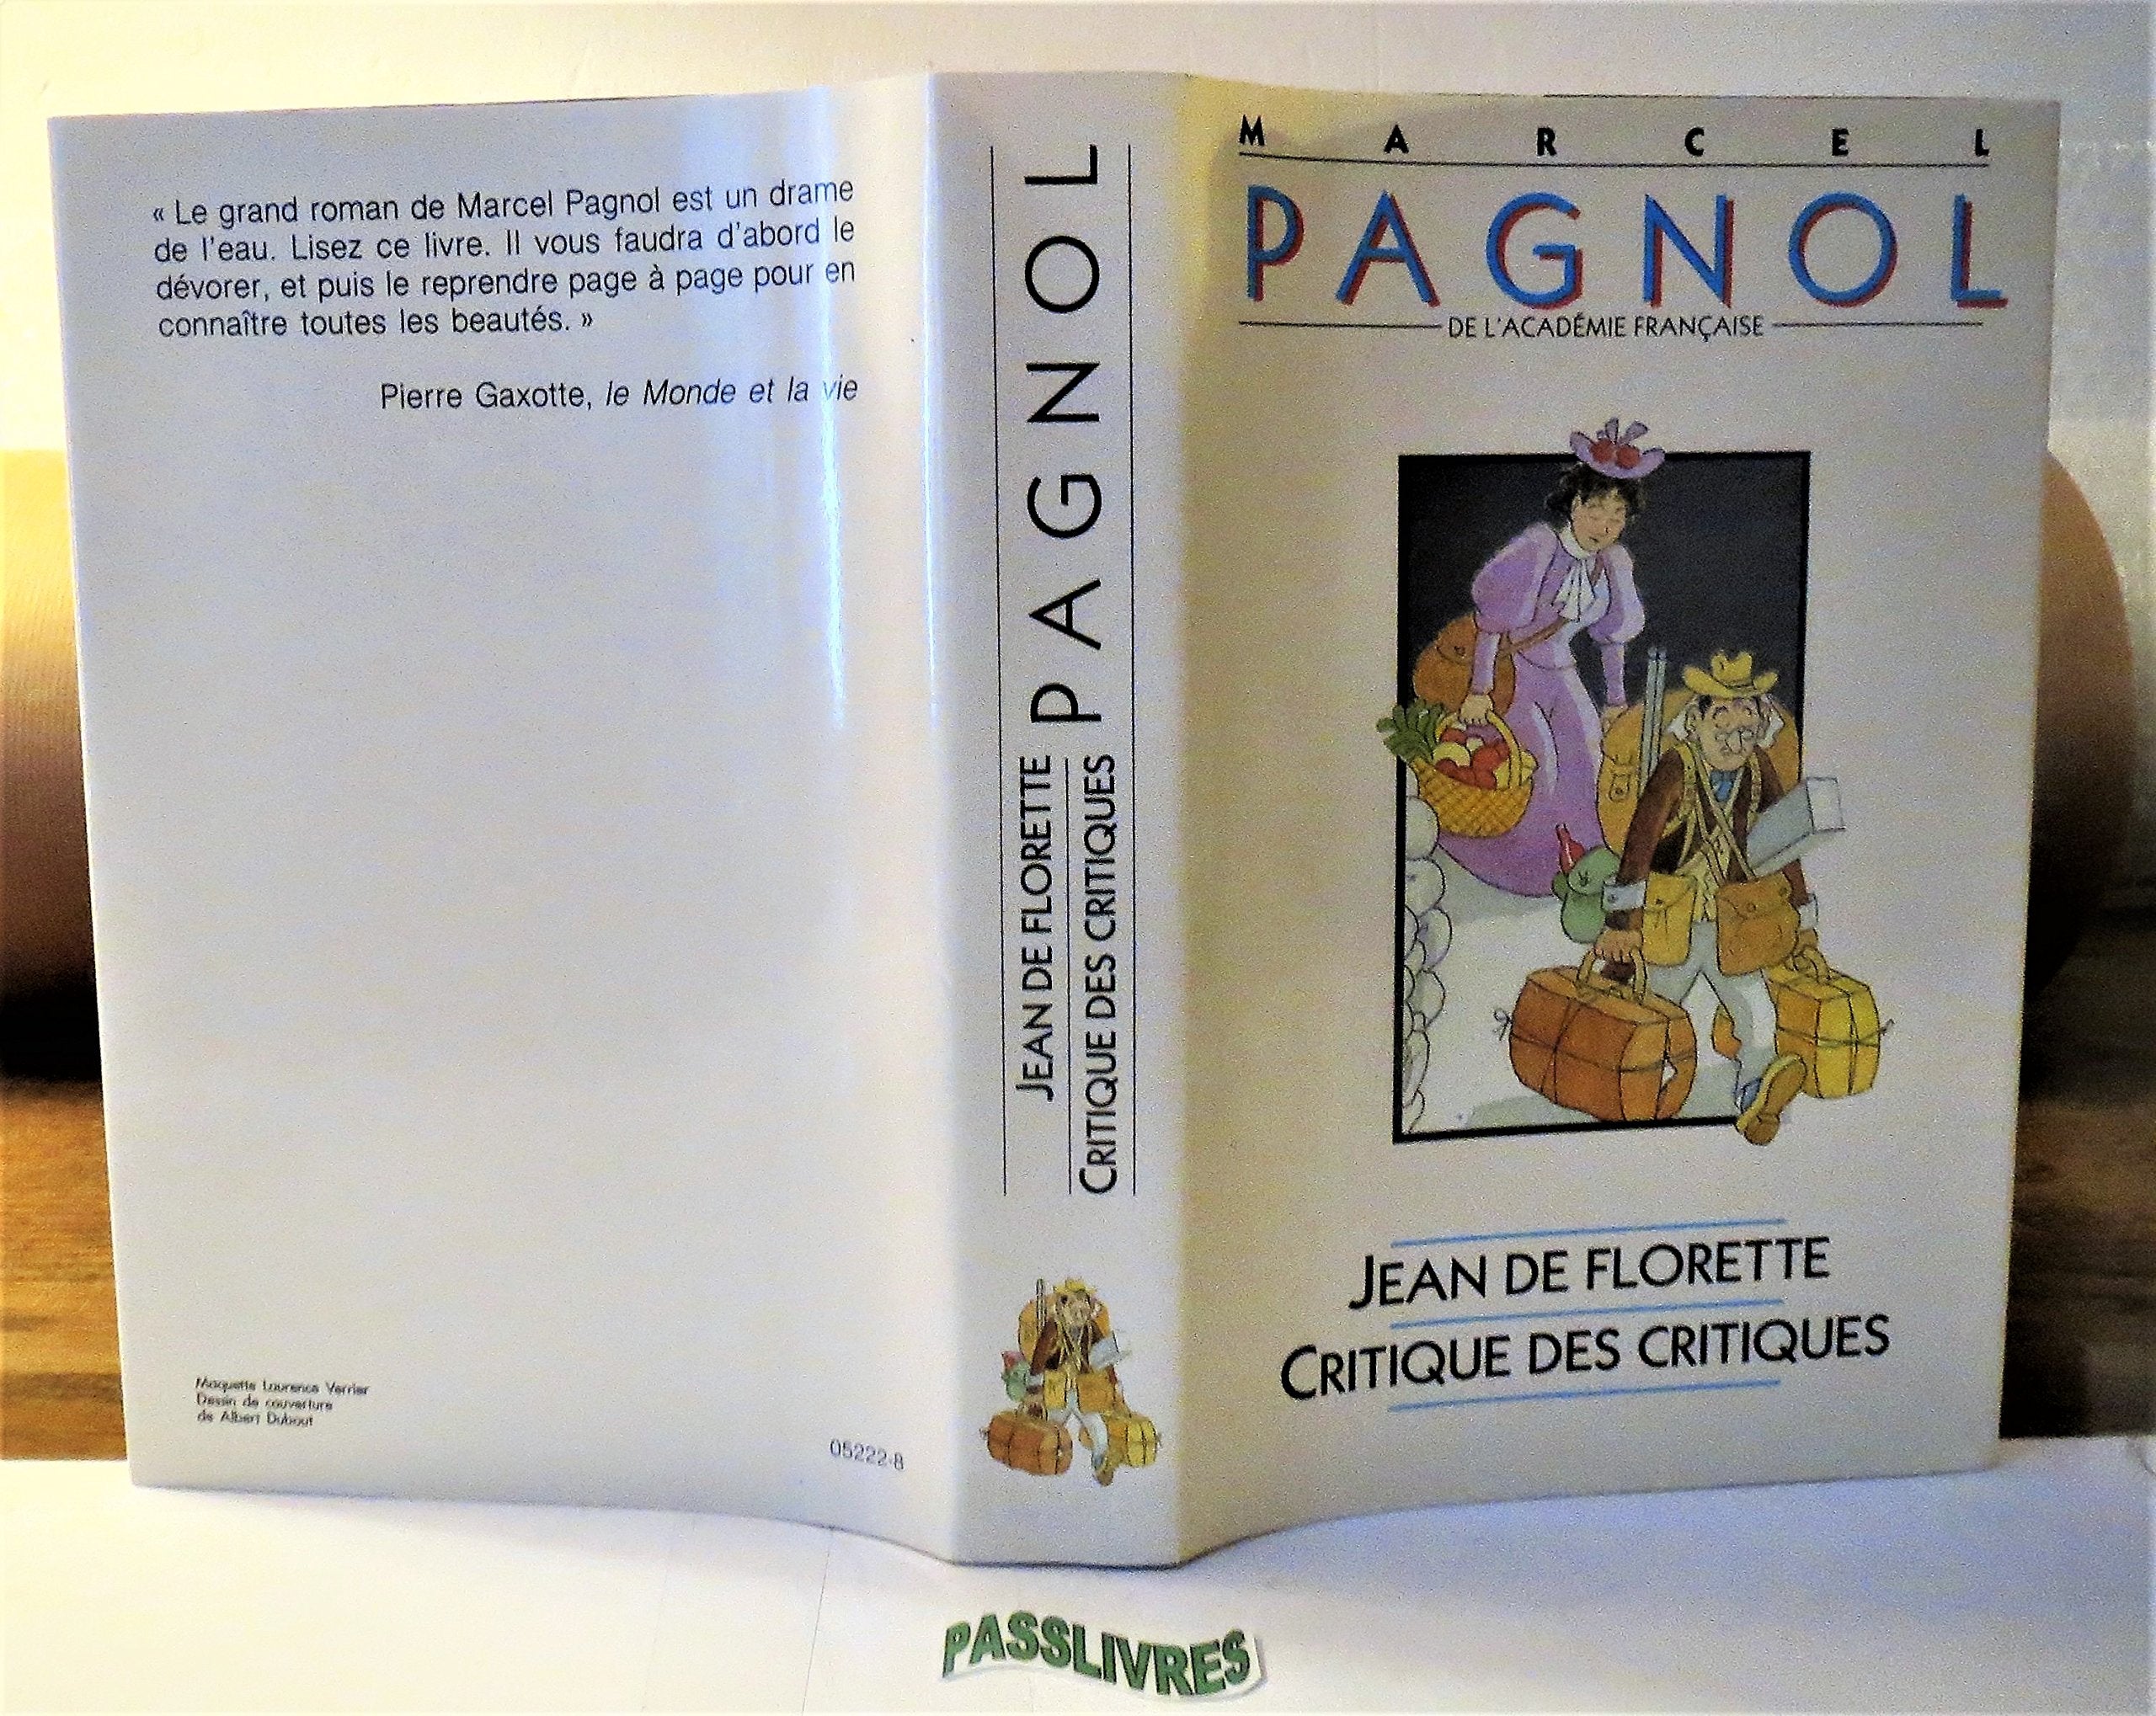 « Le grand roman de Marcel Pagnol est un drame
de l'eau. Lisez ce livre. Il vous faudra d'abord le
dévorer, et puis le reprendre page à page pour en
connaître toutes les beautés. »
Pierre Gaxotte, le Monde et la vie
Maquette Laurence Verrier
Dessin de couverture
de Albert Dubout
05222-8
PAGNOL
JEAN DE FLORETTE
CRITIQUE DES CRITIQUES
MARCEL
PAGNOL
DE L'ACADÉMIE FRANÇAISE
JEAN DE FLORETTE
CRITIQUE DES CRITIQUES
PASSLIVRES